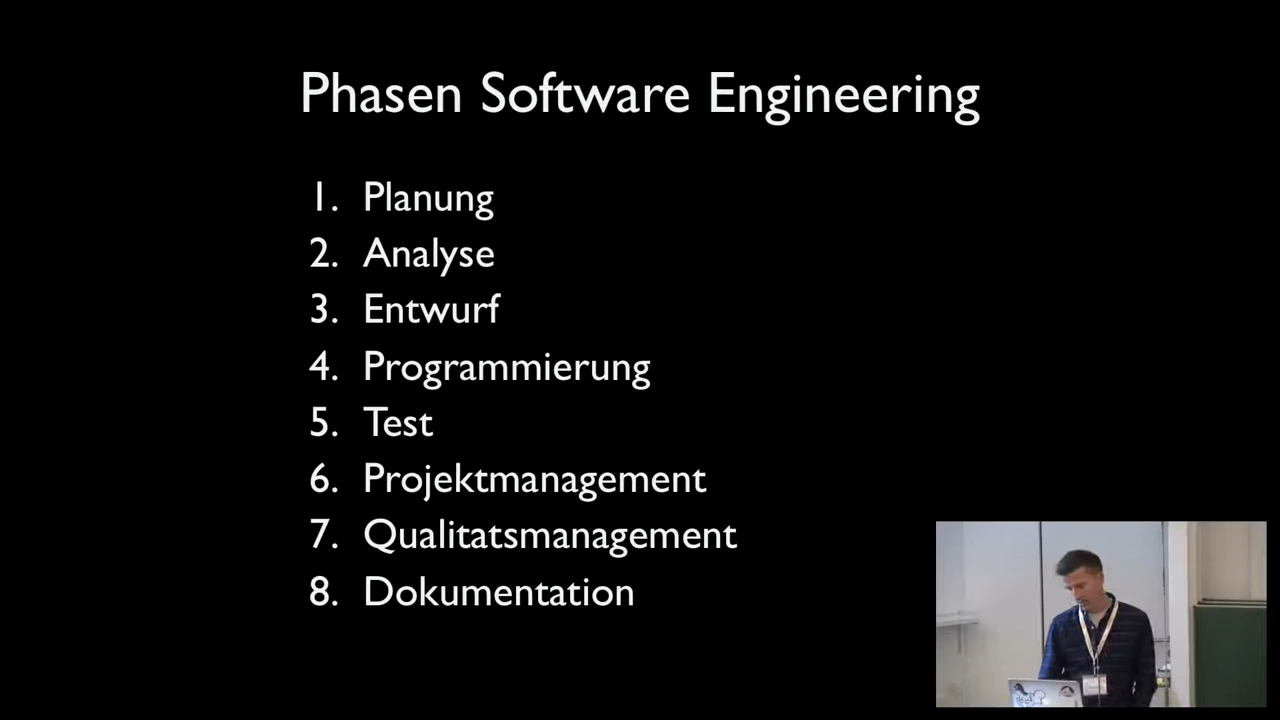 Phasen Software Engineering
1. Planung
2. Analyse
3. Entwurf
4. Programmierung
5. Test
6. Projektmanagement
7. Qualitatsmanagement
8. Dokumentation